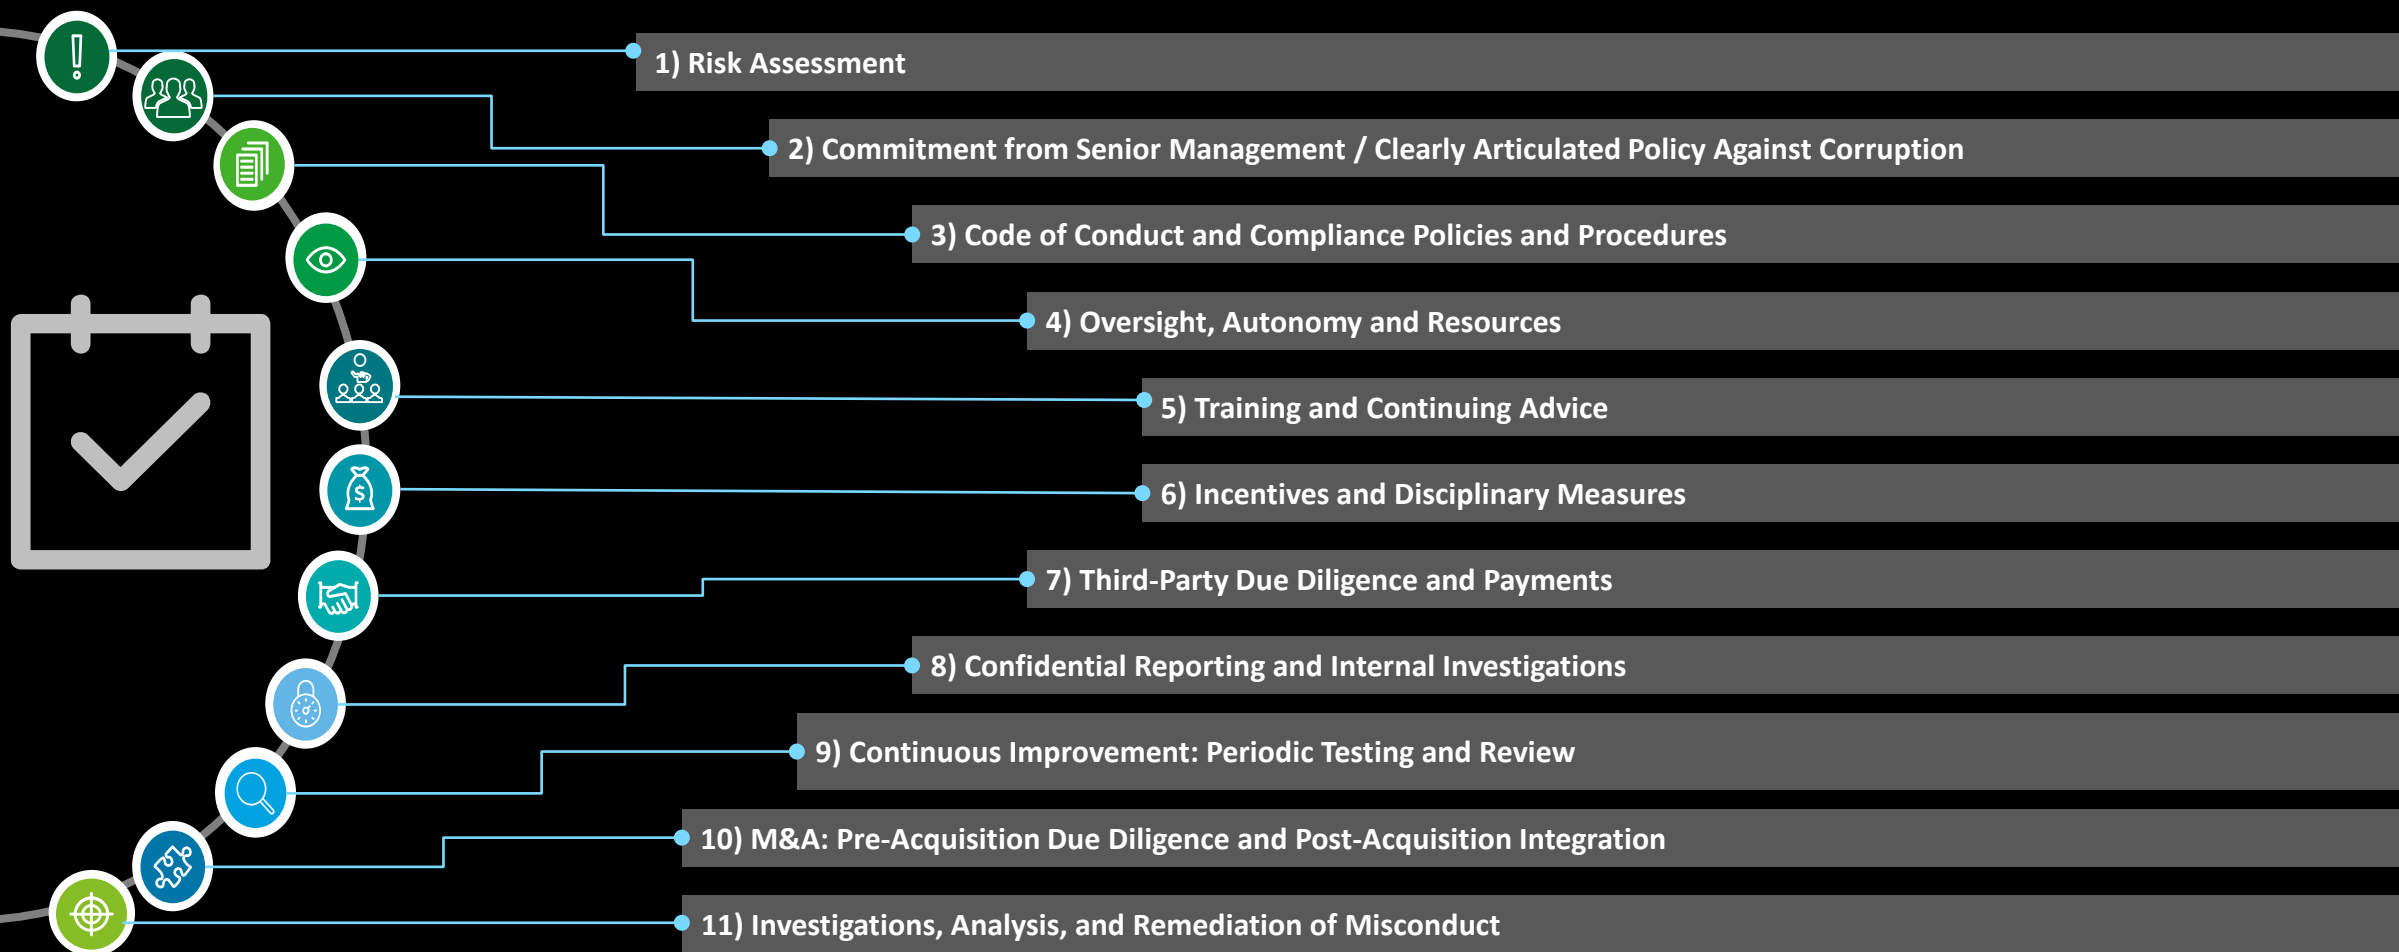 1) Risk Assessment
2) Commitment from Senior Management / Clearly Articulated Policy Against Corruption
3) Code of Conduct and Compliance Policies and Procedures
4) Oversight, Autonomy and Resources
5) Training and Continuing Advice
$
6) Incentives and Disciplinary Measures
7) Third-Party Due Diligence and Payments
8) Confidential Reporting and Internal Investigations
9) Continuous Improvement: Periodic Testing and Review
10) M&A: Pre-Acquisition Due Diligence and Post-Acquisition Integration
11) Investigations, Analysis, and Remediation of Misconduct